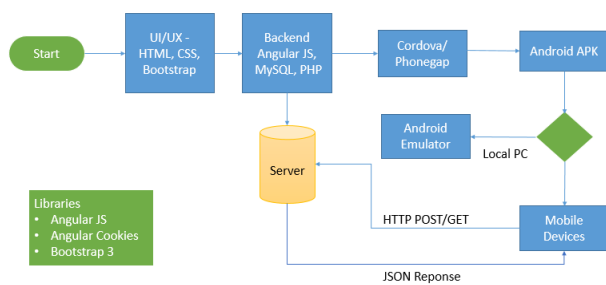 Start
UI/UX -
HTML, CSS,
Bootstrap
Backend
Angular JS,
MySQL, PHP
Cordova/
Phonegap
Android APK
Android
Emulator
Local PC
Server
Libraries
• Angular JS
• Angular Cookies
• Bootstrap 3
HTTP POST/GET
Mobile
Devices
JSON Reponse